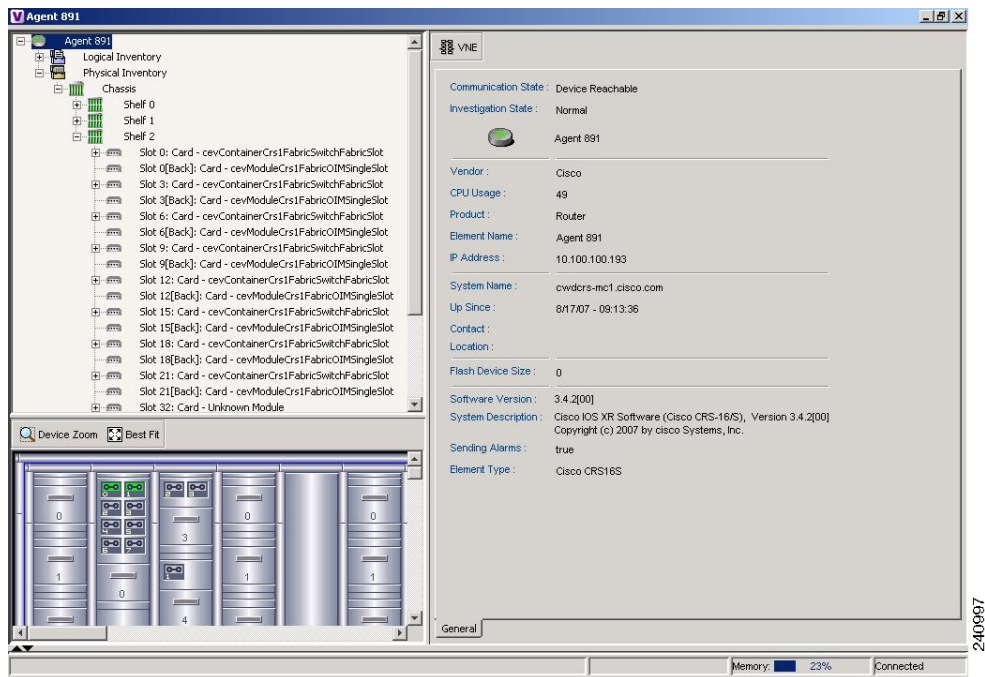 Agent 891
Agent 891
Logical Inventory
Physical Inventory
Chassis
Shelf 0
Shelf 1
Shelf 2
Slot 0: Card - cevContainerCrs1FabricSwitchFabricSlot
Slot 0[Back]: Card - cevModuleCrs1FabricOIMSingleSlot
Slot 3: Card - cevContainerCrs1FabricSwitchFabricSlot
Slot 3[Back]: Card - cevModuleCrs1FabricOIMSingleSlot
Slot 6: Card - cevContainerCrs1FabricSwitchFabricSlot
Slot 6[Back]: Card - cevModuleCrs1FabricOIMSingleSlot
Slot 9: Card - cevContainerCrs1FabricSwitchFabricSlot
Slot 9[Back]: Card - cevModuleCrs1FabricOIMSingleSlot
Slot 12: Card - cevContainerCrs1FabricSwitchFabricSlot
Slot 12[Back]: Card - cevModuleCrs1FabricOIMSingleSlot
Slot 15: Card - cevContainerCrs1FabricSwitchFabricSlot
Slot 15[Back]: Card - cevModuleCrs1FabricOIMSingleSlot
Slot 18: Card - cevContainerCrs1FabricSwitchFabricSlot
Slot 18[Back]: Card - cevModuleCrs1FabricOIMSingleSlot
Slot 21: Card - cevContainerCrs1FabricSwitchFabricSlot
Slot 21[Back]: Card - cevModuleCrs1FabricOIMSingleSlot
Slot 32: Card - Unknown Module
Device Zoom Best Fit
0 1 2 3
2 3
4 5
6 7
0 3 0 0
1 1 1 1
0 4
VNE
Communication State : Device Reachable
Investigation State : Normal
Agent 891
Vendor : Cisco
CPU Usage : 49
Product : Router
Element Name : Agent 891
IP Address : 10.100.100.193
System Name : cwdcrs-mc1.cisco.com
Up Since : 8/17/07 - 09:13:36
Contact :
Location :
Flash Device Size : 0
Software Version : 3.4.2[00]
System Description : Cisco IOS XR Software (Cisco CRS-16/S), Version 3.4.2[00]
Copyright (c) 2007 by cisco Systems, Inc.
Sending Alarms : true
Element Type : Cisco CRS16S
General
Memory: 23% Connected
240997